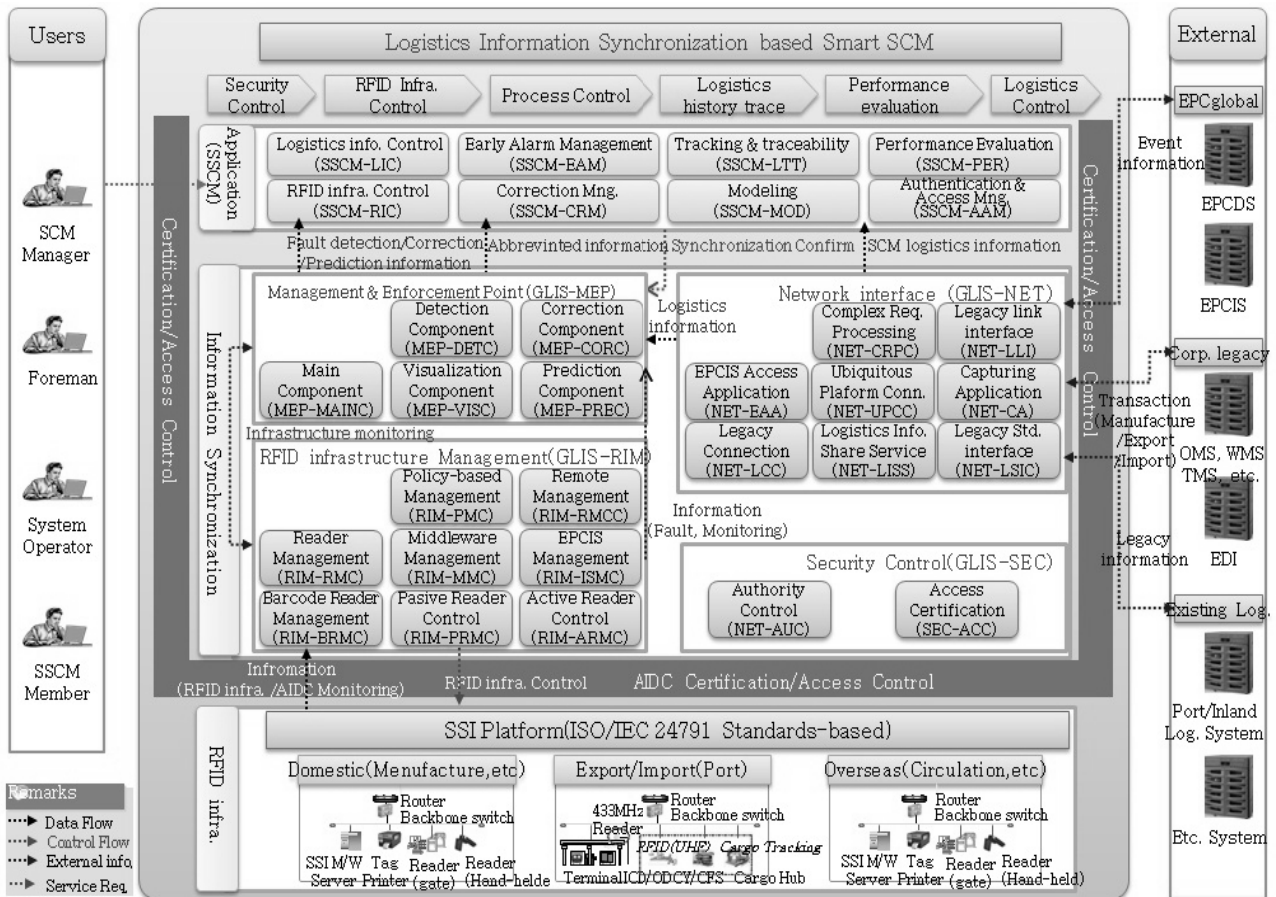 Users
SCM
Manager
Foreman
System
Operator
SSCM
Member
Remarks
Data Flow
Control Flow
External info,
Service Req,
Logistics Information Synchronization based Smart SCM
Security
Control
RFID Infra.
Control
Process Control
Logistics
history trace
Performance
evaluation
Logistics
Control
Certification/Access Control
Certification/Access Control
Application
(SSCM)
Logistics info. Control
(SSCM-LIC)
Early Alarm Management
(SSCM-EAM)
Tracking & traceability
(SSCM-LTT)
Performance Evaluation
(SSCM-PER)
RFID infra. Control
(SSCM-RIC)
Correction Mng.
(SSCM-CRM)
Modeling
(SSCM-MOD)
Authentication &
Access Mng.
(SSCM-AAM)
Fault detection/Correction
/Prediction information
Abbrevinted information
Synchronization Confirm
SCM logistics information
Information Synchronization
Management & Enforcement Point(GLIS-MEP)
Detection
Component
(MEP-DETC)
Correction
Component
(MEP-CORC)
Main
Component
(MEP-MAINC)
Visualization
Component
(MEP-VISC)
Prediction
Component
(MEP-PREC)
Logistics
information
Infrastructure monitoring
RFID infrastructure Management(GLIS-RIM)
Policy-based
Management
(RIM-PMC)
Remote
Management
(RIM-RMCC)
Reader
Management
(RIM-RMC)
Middleware
Management
(RIM-MMC)
EPCIS
Management
(RIM-ISMC)
Barcode Reader
Management
(RIM-BRMC)
Pasive Reader
Control
(RIM-PRMC)
Active Reader
Control
(RIM-ARMC)
Network interface (GLIS-NET)
Complex Req.
Processing
(NET-CRPC)
Legacy link
interface
(NET-LLI)
EPCIS Access
Application
(NET-EAA)
Ubiquitous
Plaform Conn.
(NET-UPCC)
Capturing
Application
(NET-CA)
Legacy
Connection
(NET-LCC)
Logistics Info.
Share Service
(NET-LISS)
Legacy Std.
interface
(NET-LSIC)
Information
(Fault, Monitoring)
Security Control(GLIS-SEC)
Authority
Control
(NET-AUC)
Access
Certification
(SEC-ACC)
Infromation
(RFID infra. /AIDC Monitoring)
RFID infra. Control
AIDC Certification/Access Control
RFID infra.
SSI Platform(ISO/IEC 24791 Standards-based)
Domestic(Menufacture,etc)
Router
Backbone switch
SSI M/W
Server
Tag
Printer
Reader
(gate)
Reader
(Hand-helde
Export/Import(Port)
433MHz
Reader
Router
Backbone switch
RFID(UHF)
Cargo Tracking
Terminal
ICD/ODCY/CFS
Cargo Hub
Overseas(Circulation,etc)
Router
Backbone switch
SSI M/W
Server
Tag
Printer
Reader
(gate)
Reader
(Hand-held)
External
EPCglobal
Event
information
EPCDS
EPCIS
Corp. legacy
Transaction
(Manufacture
/Export
/Import)
OMS, WMS
TMS, etc.
Legacy
information
EDI
Existing Log.
Port/Inland
Log. System
Etc. System